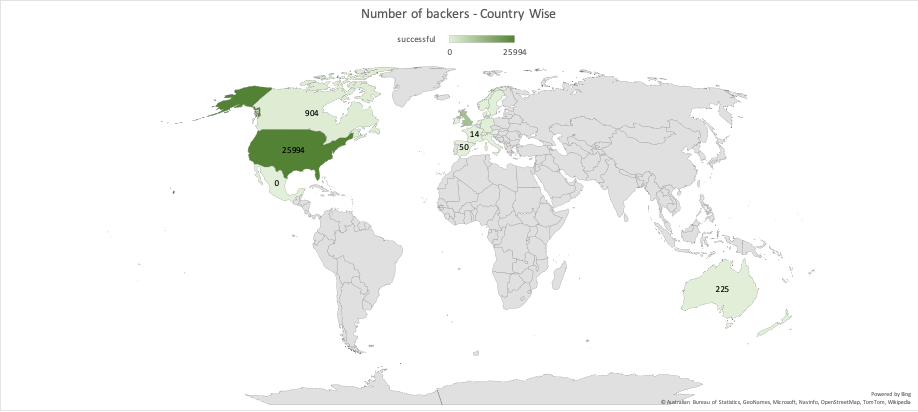 Number of backers - Country Wise
successful
0 25994
904
25994
0
14
50
225
Powered by Bing
© Australian Bureau of Statistics, GeoNames, Microsoft, Navinfo, OpenStreetMap, TomTom, Wikipedia